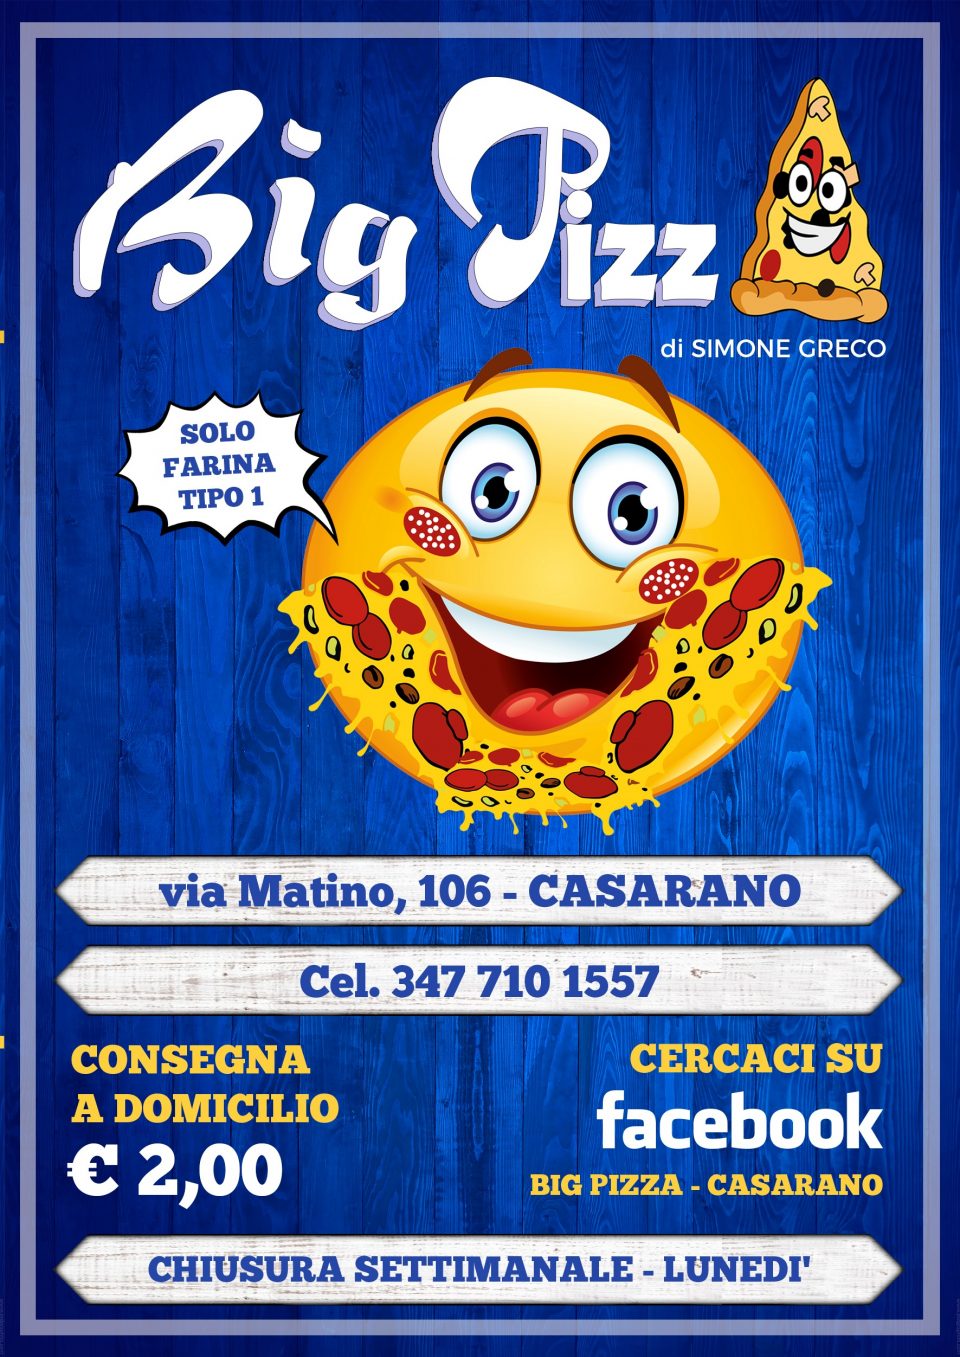 Big Pizz
di SIMONE GRECO
SOLO
FARINA
TIPO 1
via Matino, 106 - CASARANO
Cel. 347 710 1557
CONSEGNA
A DOMICILIO
€ 2,00
CERCACI SU
facebook
BIG PIZZA - CASARANO
CHIUSURA SETTIMANALE - LUNEDI'